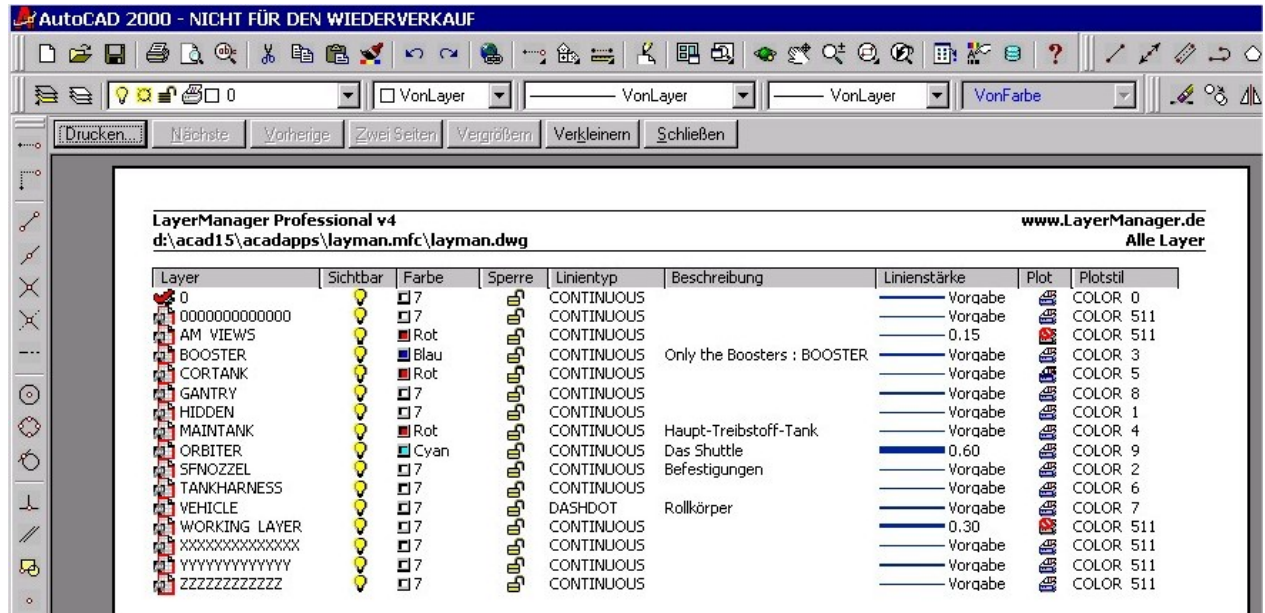 AutoCAD 2000 - NICHT FÜR DEN WIEDERVERKAUF
0 VonLayer VonLayer VonLayer VonFarbe
Drucken... Nächste Vorherige Zwei Seiten Vergrößern Verkleinern Schließen
LayerManager Professional v4 www.LayerManager.de
d:\acad15\acadapps\layman.mfc\layman.dwg Alle Layer
Layer Sichtbar Farbe Sperre Linientyp Beschreibung Linienstärke Plot Plotstil
0 7 CONTINUOUS Vorgabe COLOR 0
0000000000000 7 CONTINUOUS Vorgabe COLOR 511
AM VIEWS Rot CONTINUOUS 0.15 COLOR 511
BOOSTER Blau CONTINUOUS Only the Boosters : BOOSTER Vorgabe COLOR 3
CORTANK Rot CONTINUOUS Vorgabe COLOR 5
GANTRY 7 CONTINUOUS Vorgabe COLOR 8
HIDDEN 7 CONTINUOUS Vorgabe COLOR 1
MAINTANK Rot CONTINUOUS Haupt-Treibstoff-Tank Vorgabe COLOR 4
ORBITER Cyan CONTINUOUS Das Shuttle 0.60 COLOR 9
SFNOZZEL 7 CONTINUOUS Befestigungen Vorgabe COLOR 2
TANKHARNESS 7 CONTINUOUS Vorgabe COLOR 6
VEHICLE 7 DASHDOT Rollkörper Vorgabe COLOR 7
WORKING LAYER 7 CONTINUOUS 0.30 COLOR 511
XXXXXXXXXXXXXX 7 CONTINUOUS Vorgabe COLOR 511
YYYYYYYYYYYYY 7 CONTINUOUS Vorgabe COLOR 511
ZZZZZZZZZZZZ 7 CONTINUOUS Vorgabe COLOR 511